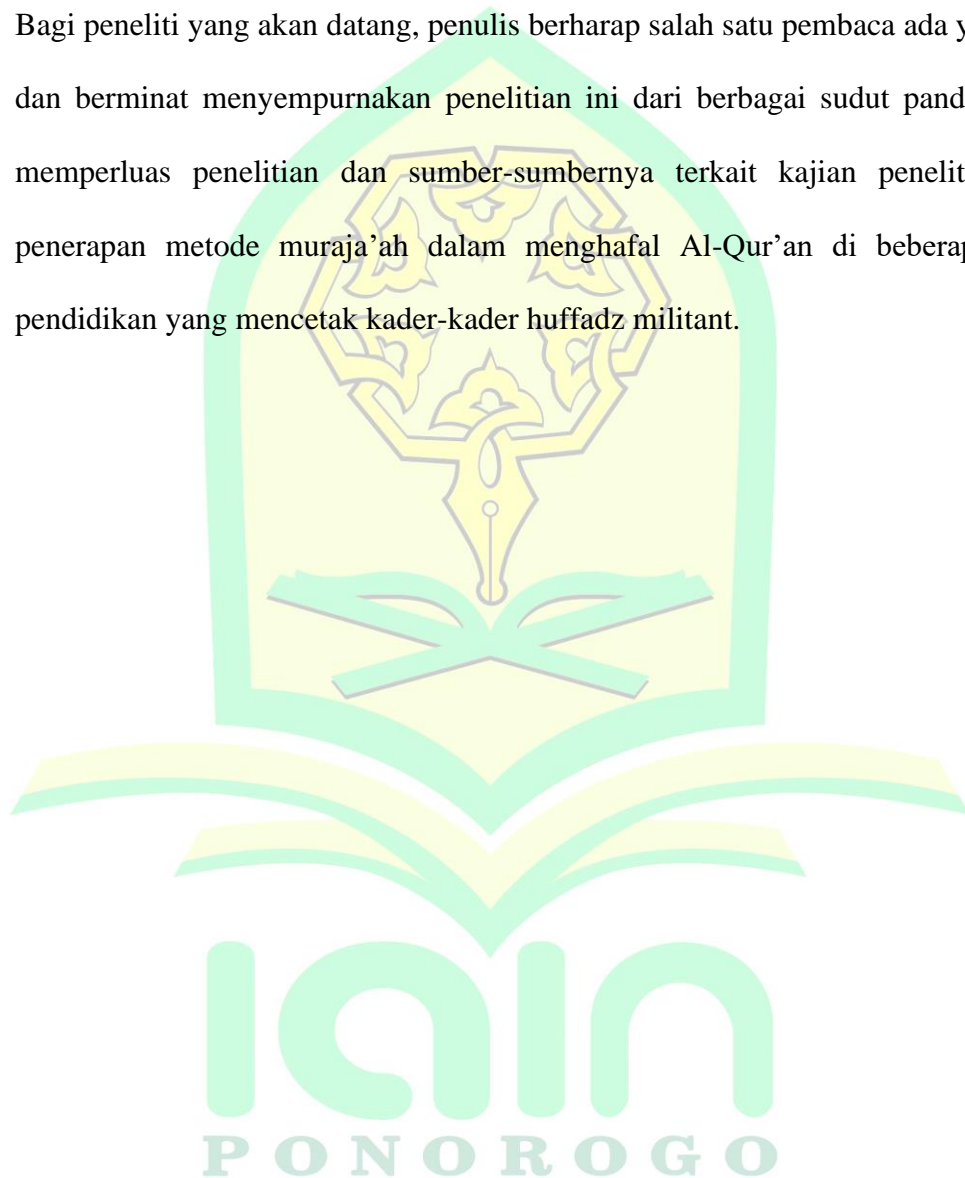 Bagi peneliti yang akan datang, penulis berharap salah satu pembaca ada
dan berminat menyempurnakan penelitian ini dari berbagai sudut
memperluas penelitian dan sumber-sumbernya terkait kajian
penerapan metode muraja’ah dalam menghafal Al-Qur’an di
pendidikan yang mencetak kader-kader huffadz militant.
iain
PONOROGO